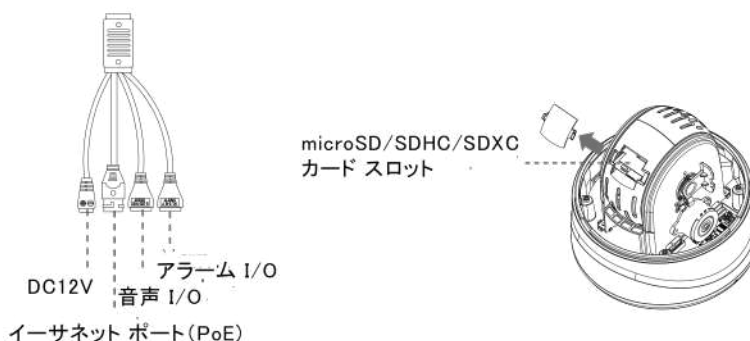 microSD/SDHC/SDXC
カード スロット
アラーム I/O
DC12V
音声 I/O
イーサネット ポート(PoE)